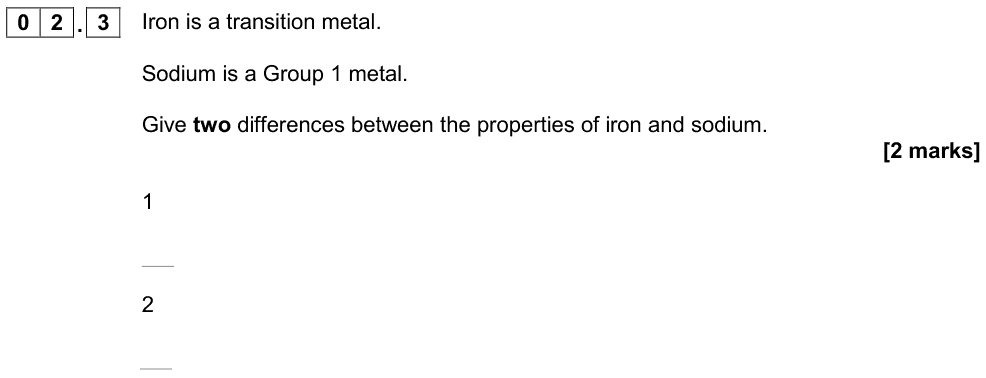 0 2 . 3 Iron is a transition metal.
Sodium is a Group 1 metal.
Give two differences between the properties of iron and sodium.
[2 marks]
1
2